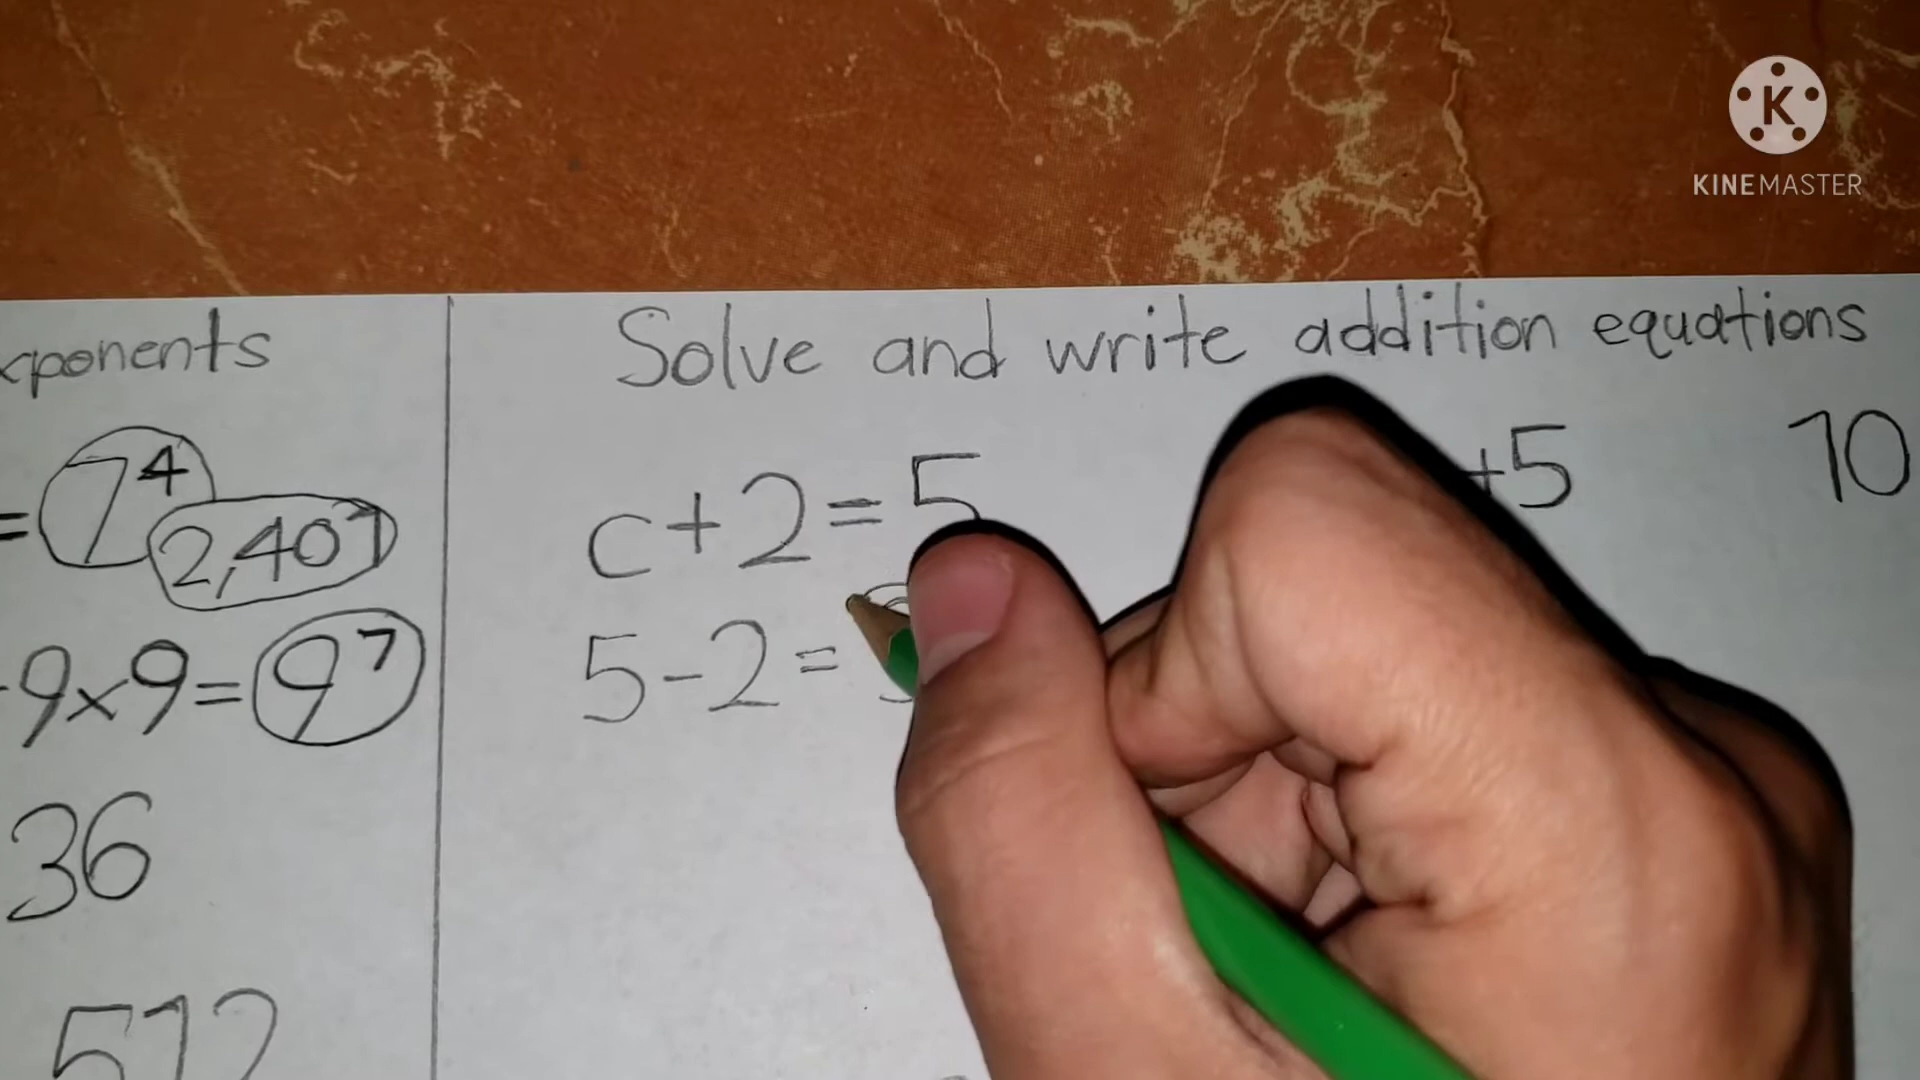 KINEMASTER
xponents
= 7⁴
2,401
9×9=9⁷
36
512
Solve and write addition equations
c+2=5
5-2=
+5
10